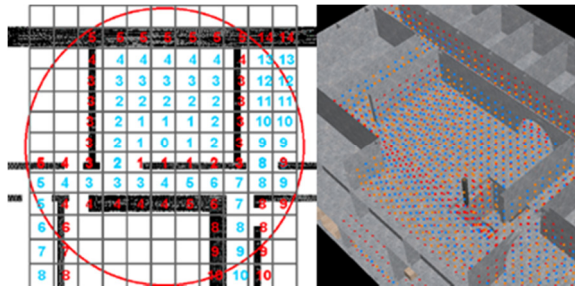 5 5 5 5 5 5 14 14
4 4 4 4 4 4 4 13 13
3 3 3 3 3 3 3 12 12
3 2 2 2 2 2 3 11 11
3 2 1 1 1 2 3 10 10
3 2 1 0 1 2 3 9 9
5 4 3 2 1 1 1 2 3 8 9
5 4 3 3 3 4 5 6 7 8 9
5 4 4 4 4 6 7 8 9
6 6 8 8 8
7 7 9 9 9
8 8 10 10 10